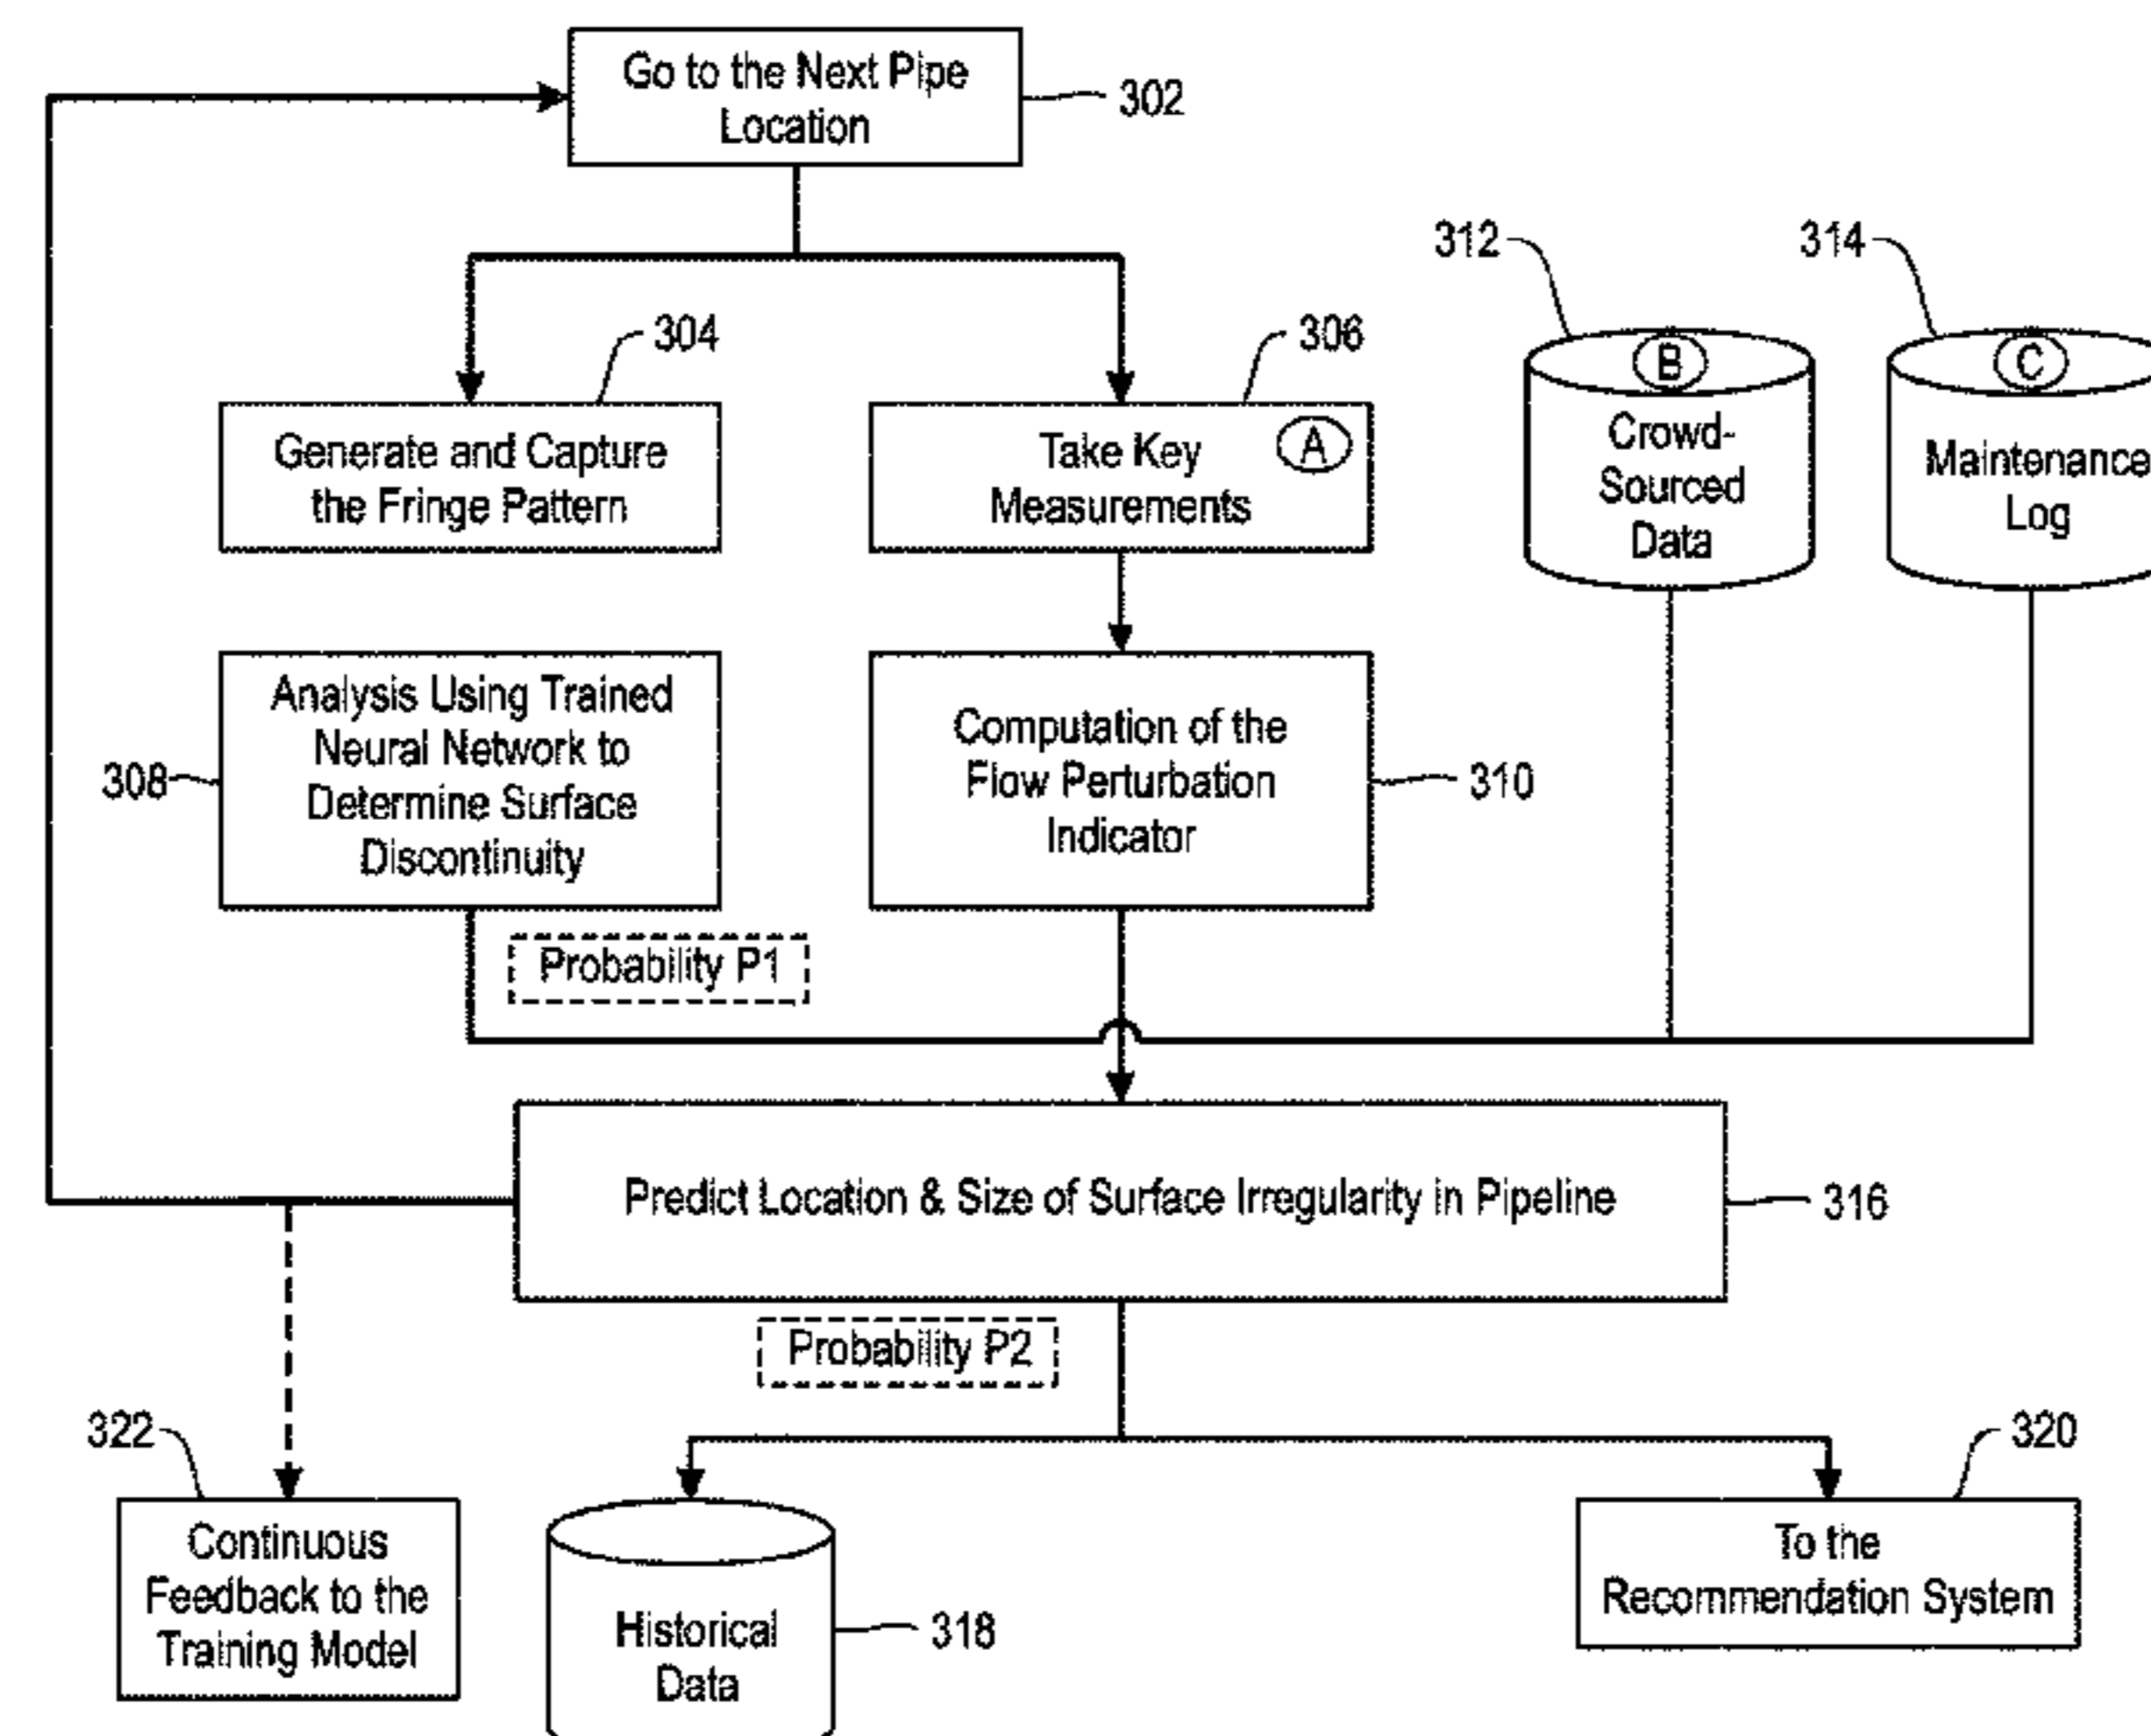 Go to the Next Pipe
Location
302
312
314
304
306
B
C
Generate and Capture
the Fringe Pattern
Take Key
Measurements
A
Crowd-
Sourced
Data
Maintenance
Log
308
Analysis Using Trained
Neural Network to
Determine Surface
Discontinuity
Computation of the
Flow Perturbation
Indicator
310
Probability P1
Predict Location & Size of Surface Irregularity in Pipeline
316
Probability P2
322
320
Continuous
Feedback to the
Training Model
Historical
Data
318
To the
Recommendation System